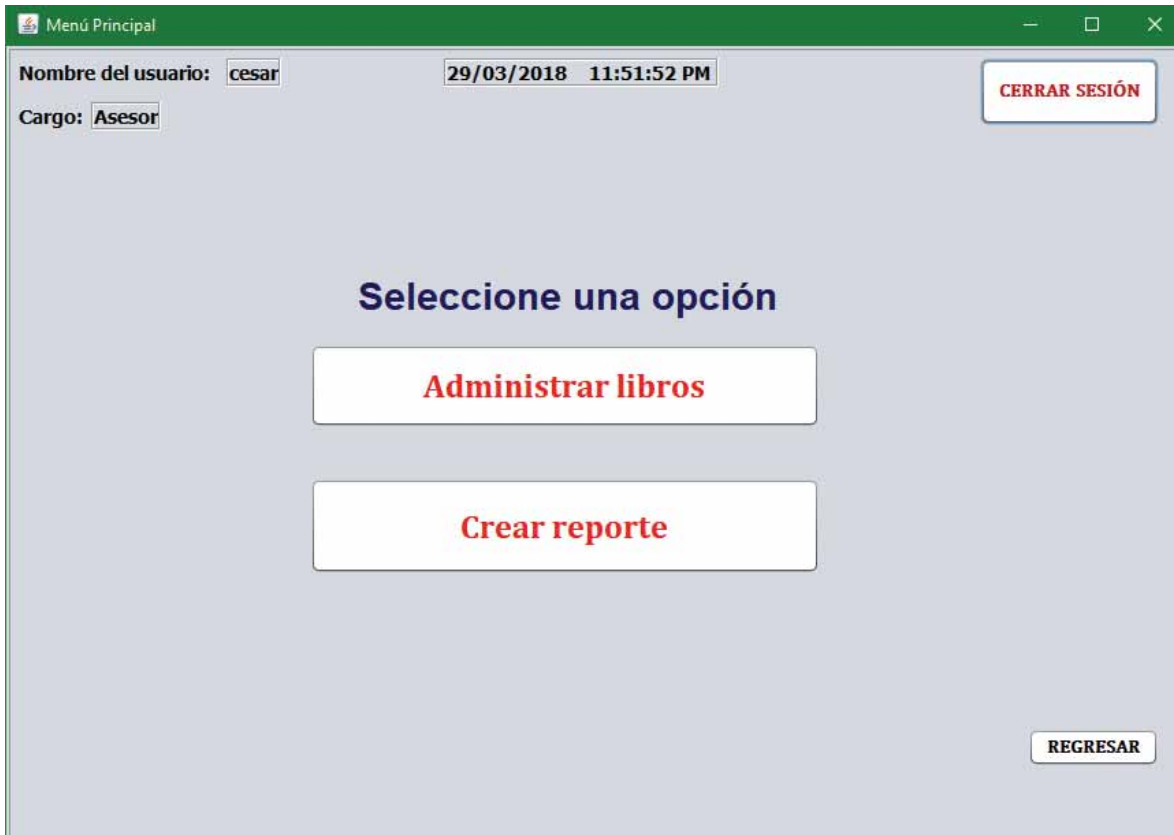 Menú Principal
Nombre del usuario: cesar 29/03/2018 11:51:52 PM
CERRAR SESIÓN
Cargo: Asesor
Seleccione una opción
Administrar libros
Crear reporte
REGRESAR